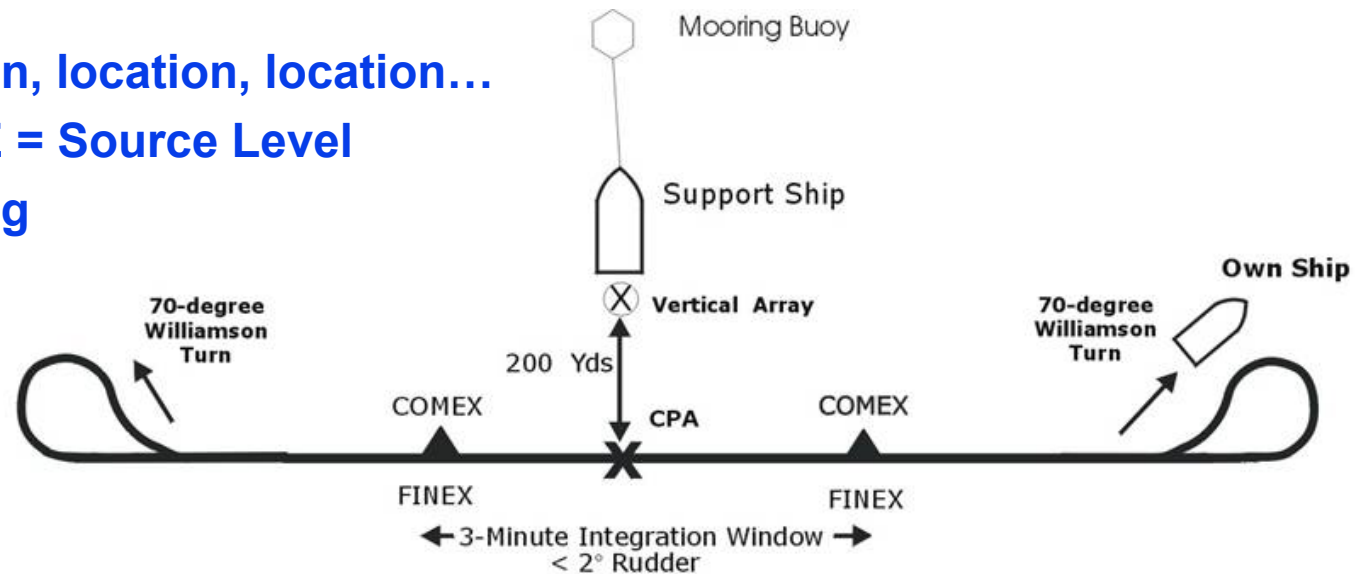 Mooring Buoy
n, location, location…
= Source Level
g
Support Ship
Own Ship
70-degree
Williamson
Turn
X Vertical Array
70-degree
Williamson
Turn
200 Yds
COMEX
CPA
COMEX
X
FINEX
FINEX
3-Minute Integration Window
< 2° Rudder